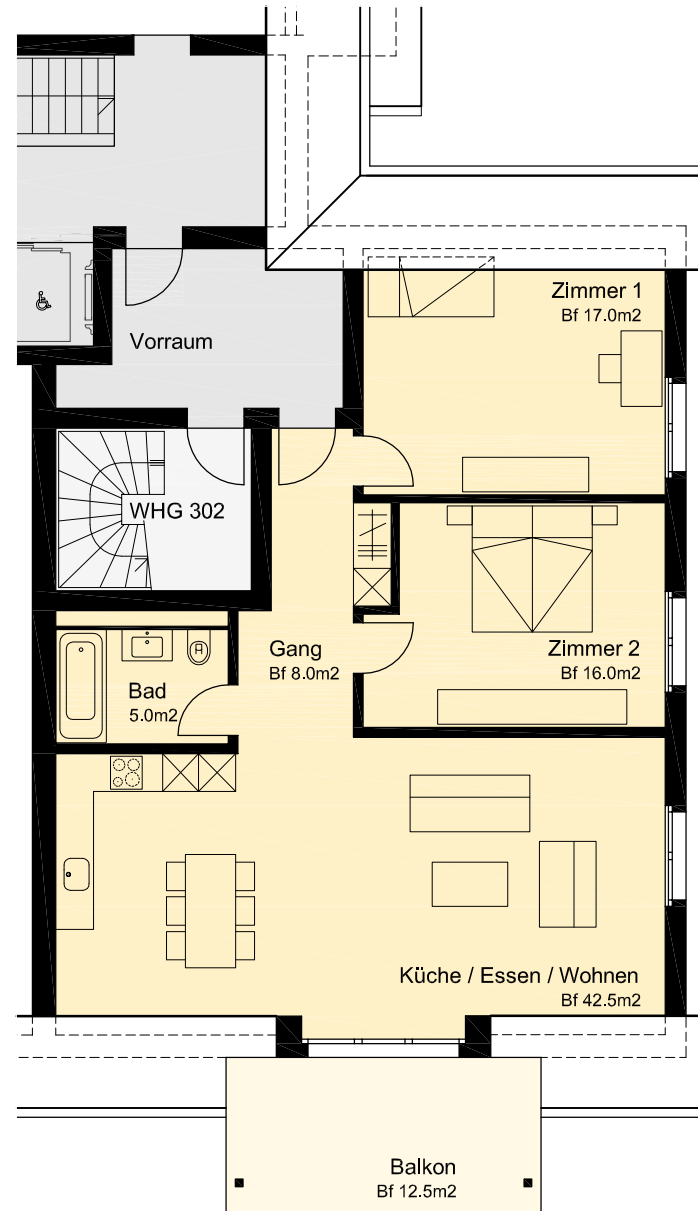 Zimmer 1
Bf 17.0m2
Vorraum
WHG 302
Gang
Bf 8.0m2
Zimmer 2
Bf 16.0m2
Bad
5.0m2
Küche / Essen / Wohnen
Bf 42.5m2
Balkon
Bf 12.5m2